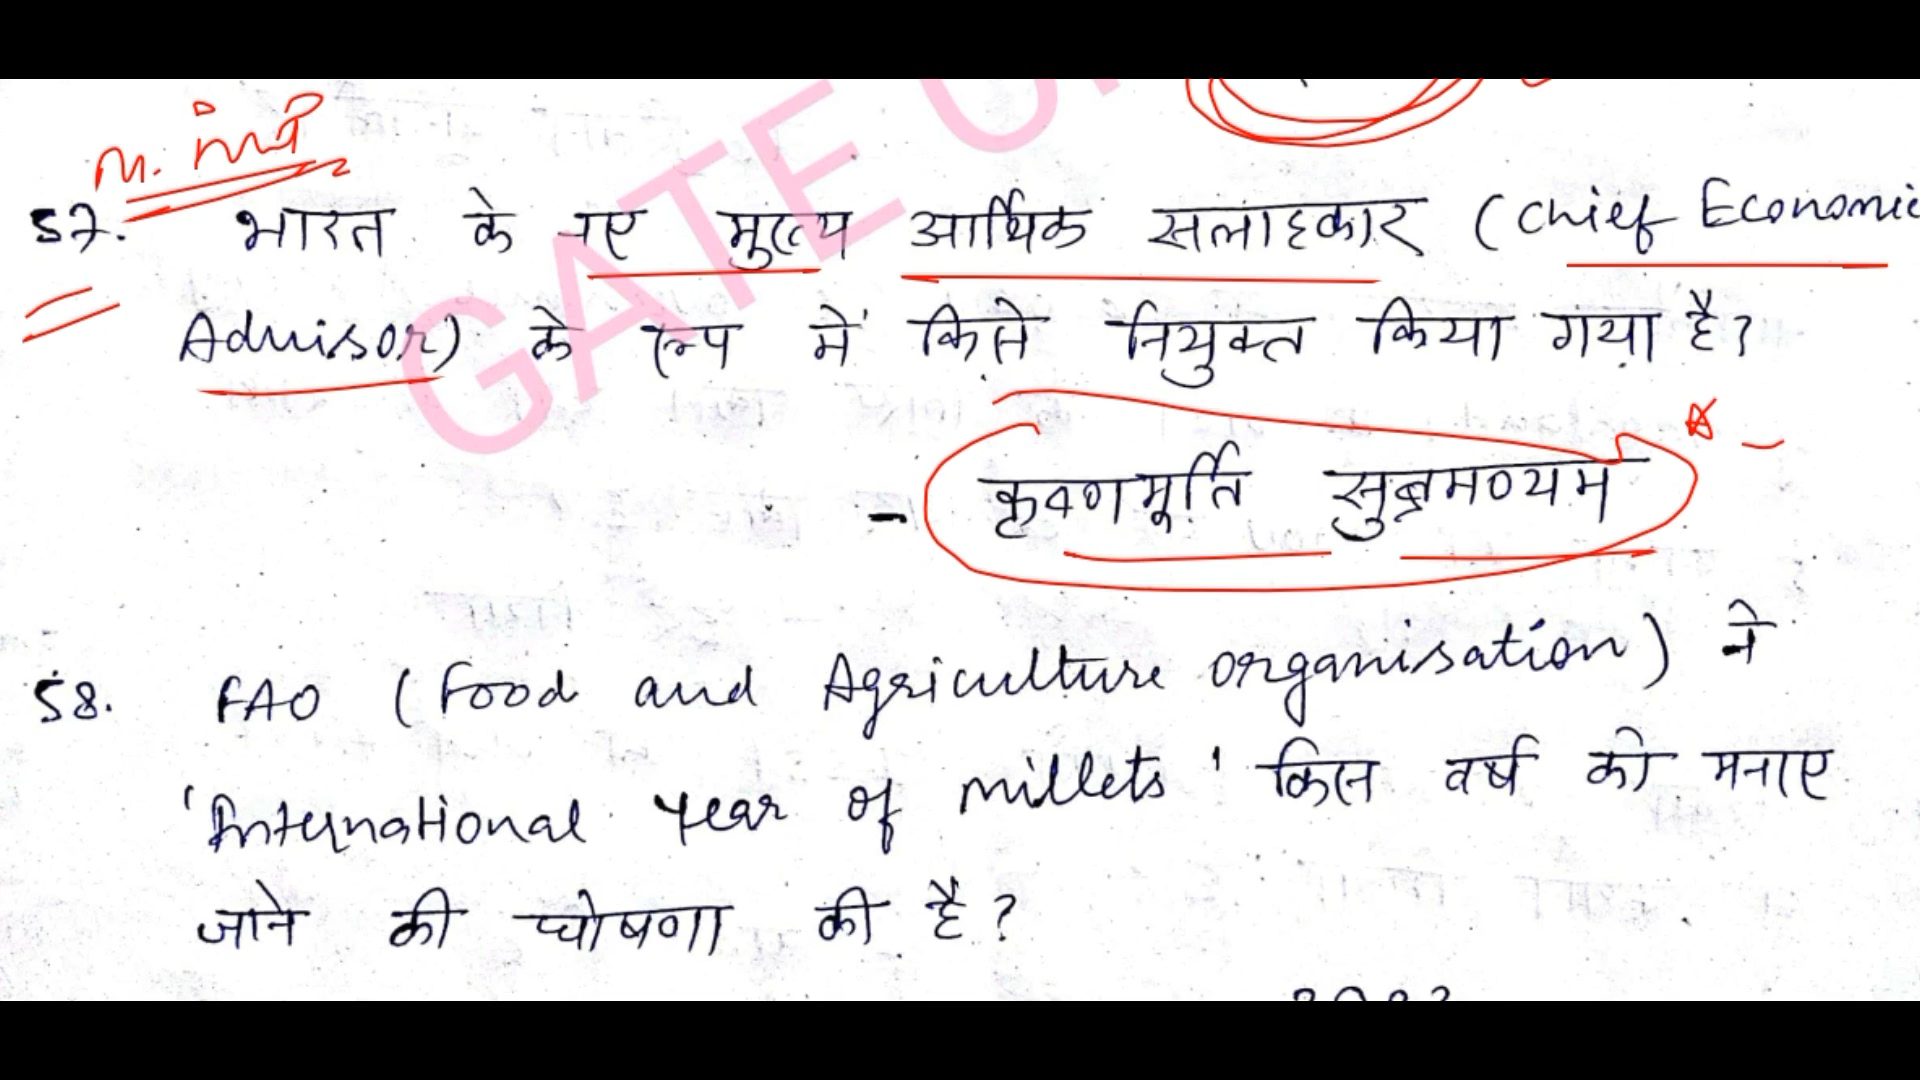 M. imp
57. भारत के नए मुख्य आर्थिक सलाहकार (Chief Economic
Advisor) के रूप में किसे नियुक्त किया गया है?
- कृष्णमूर्ति सुब्रमण्यम
58. FAO (Food and Agriculture Organisation) ने
'International Year of millets' किस वर्ष को मनाए
जाने की घोषणा की है?
GATE